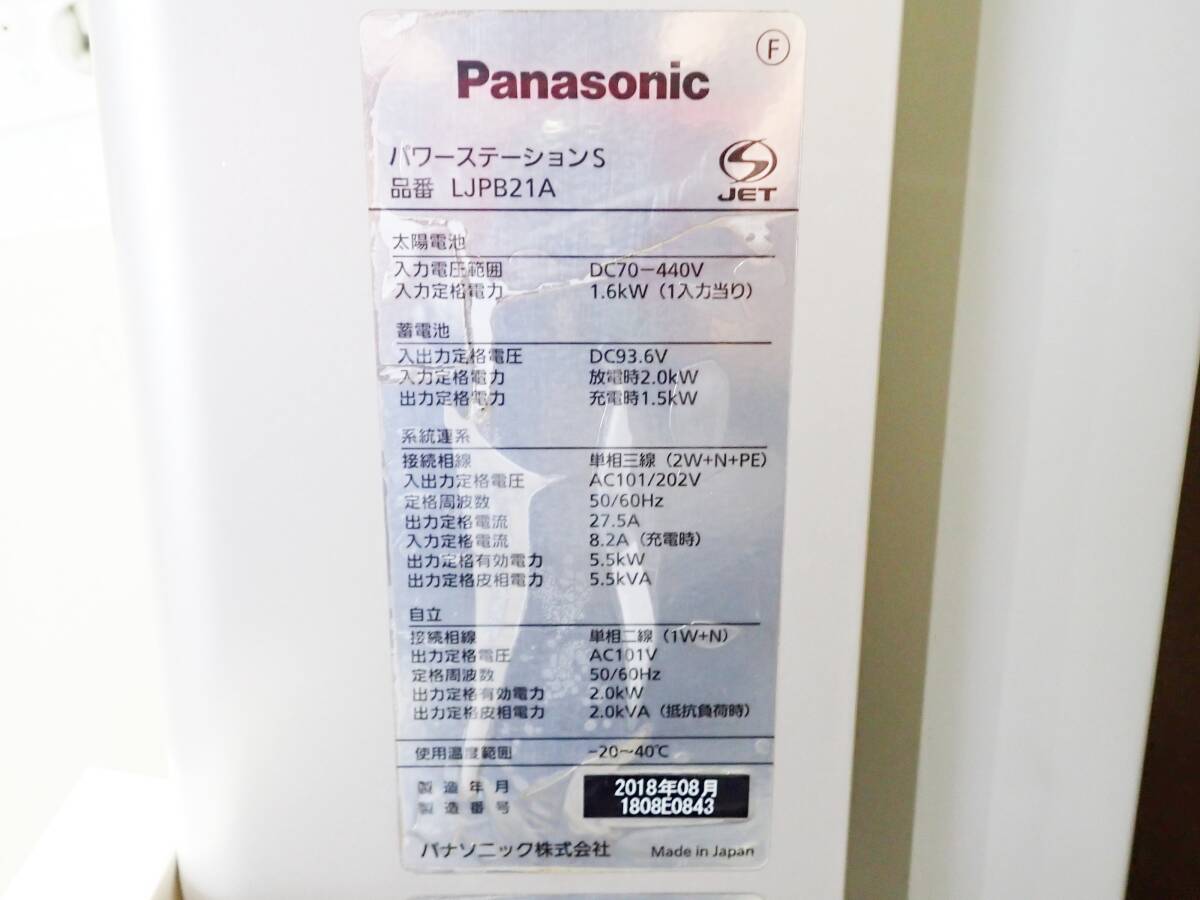 F
Panasonic
パワーステーションS
品番 LJPB21A
JET
太陽電池
入力電圧範囲 DC70-440V
入力定格電力 1.6kW (1入力当り)
蓄電池
入出力定格電圧 DC93.6V
入力定格電力 放電時2.0kW
出力定格電力 充電時1.5kW
系統連系
接続相線 単相三線 (2W+N+PE)
入出力定格電圧 AC101/202V
定格周波数 50/60Hz
出力定格電流 27.5A
入力定格電流 8.2A (充電時)
出力定格有効電力 5.5kW
出力定格皮相電力 5.5kVA
自立
接続相線 単相二線 (1W+N)
出力定格電圧 AC101V
定格周波数 50/60Hz
出力定格有効電力 2.0kW
出力定格皮相電力 2.0kVA (抵抗負荷時)
使用温度範囲 -20~40℃
製造年月 2018年08月
製造番号 1808E0843
パナソニック株式会社 Made in Japan